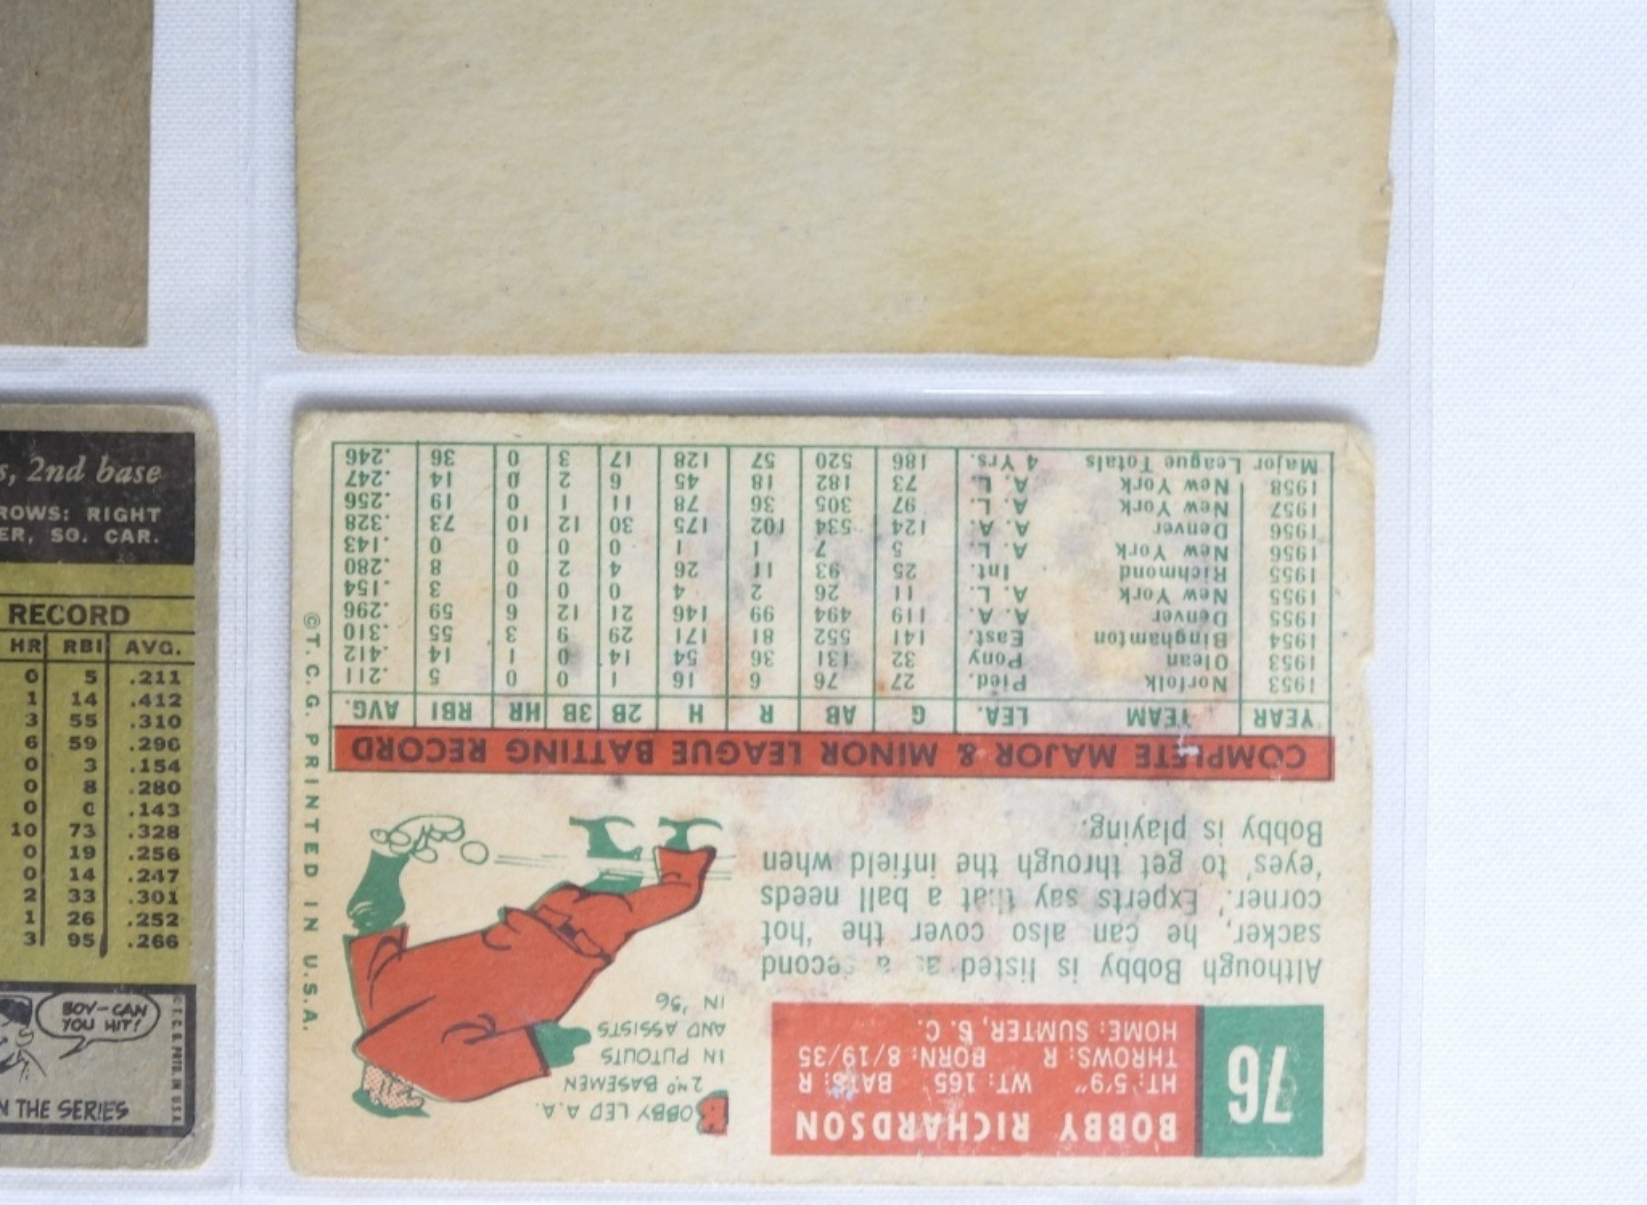 s, 2nd base
ROWS: RIGHT
ER, SO. CAR.
RECORD
HR RBI AVG.
0 5 .211
1 14 .412
3 55 .310
6 59 .296
0 3 .154
0 8 .280
0 0 .143
10 73 .328
0 19 .256
0 14 .247
2 33 .301
1 26 .252
3 95 .266
BOY-CAN
YOU HIT!
N THE SERIES
©T.C.G. PRTD. IN U.S.A.
76
BOBBY RICHARDSON
HT: 5'9" WT: 165 BATS: R
THROWS: R BORN: 8/19/35
HOME: SUMTER, S. C.
BOBBY LED A.A.
2ND BASEMEN
IN PUTOUTS
AND ASSISTS
IN '56
Although Bobby is listed as a second
sacker, he can also cover the 'hot
corner.' Experts say that a ball needs
'eyes' to get through the infield when
Bobby is playing.
COMPLETE MAJOR & MINOR LEAGUE BATTING RECORD
YEAR TEAM LEA. G AB R H 2B 3B HR RBI AVG.
1953 Norfolk Pied. 27 76 6 16 1 0 0 5 .211
1953 Olean Pony 32 131 36 54 14 0 1 14 .412
1954 Binghamton East. 141 552 81 171 29 9 3 55 .310
1955 Denver A. A. 119 494 99 146 21 12 6 59 .296
1955 New York A. L. 11 26 2 4 0 0 0 3 .154
1955 Richmond Int. 25 93 11 26 4 2 0 8 .280
1956 New York A. L. 5 7 1 1 0 0 0 0 .143
1956 Denver A. A. 124 534 102 175 30 12 10 73 .328
1957 New York A. L. 97 305 36 78 11 1 0 19 .256
1958 New York A. L. 73 182 18 45 6 2 0 14 .247
Major League Totals 4 Yrs. 186 520 57 128 17 3 0 36 .246
©T. C. G. PRINTED IN U.S.A.